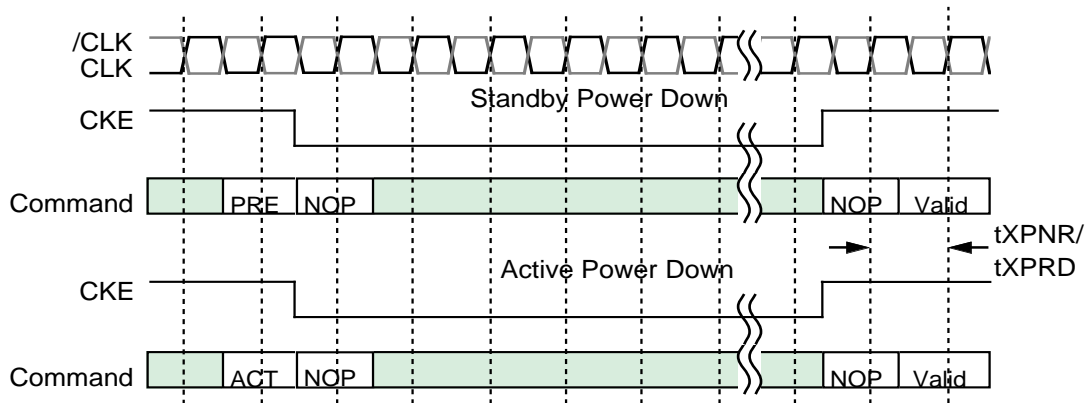 /CLK
CLK
Standby Power Down
CKE
Command PRE NOP NOP Valid
tXPNR/
tXPRD
Active Power Down
CKE
Command ACT NOP NOP Valid